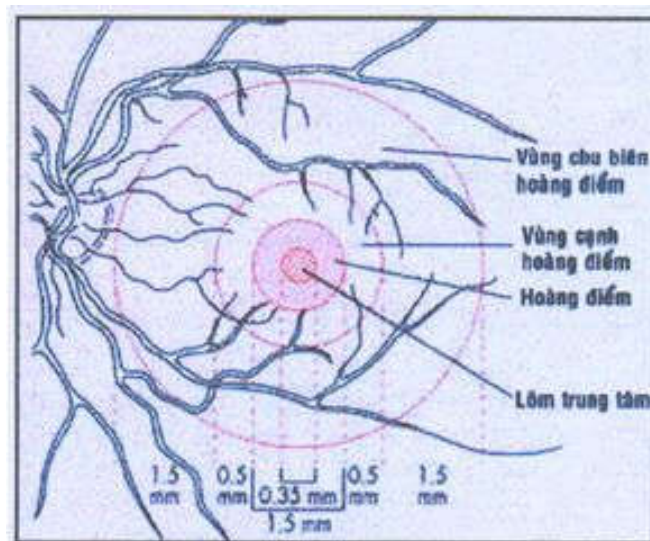 Vùng chu biên
hoàng điểm
Vùng cạnh
hoàng điểm
Hoàng điểm
Lõm trung tâm
1.5 0.5 0.5 1.5
mm mm 0.35 mm mm mm
1,5 mm